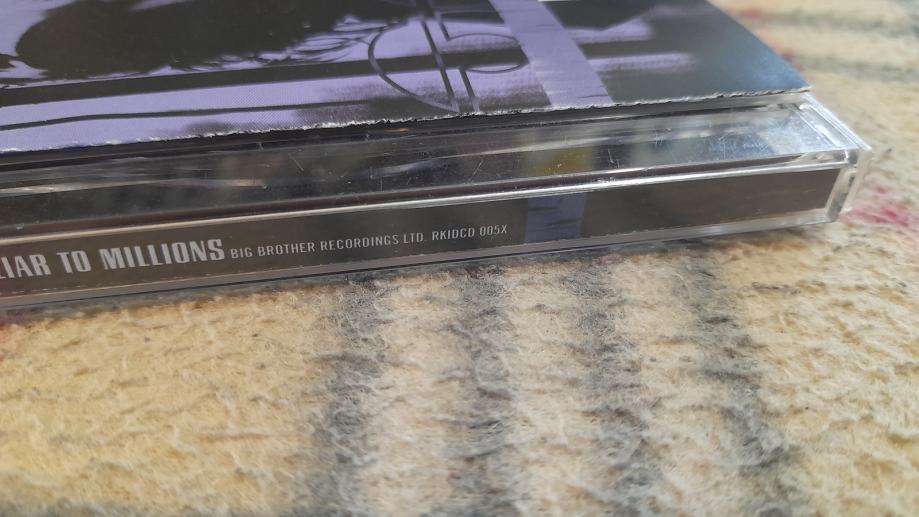 LIAR TO MILLIONS BIG BROTHER RECORDINGS LTD. RKIDCD 005X